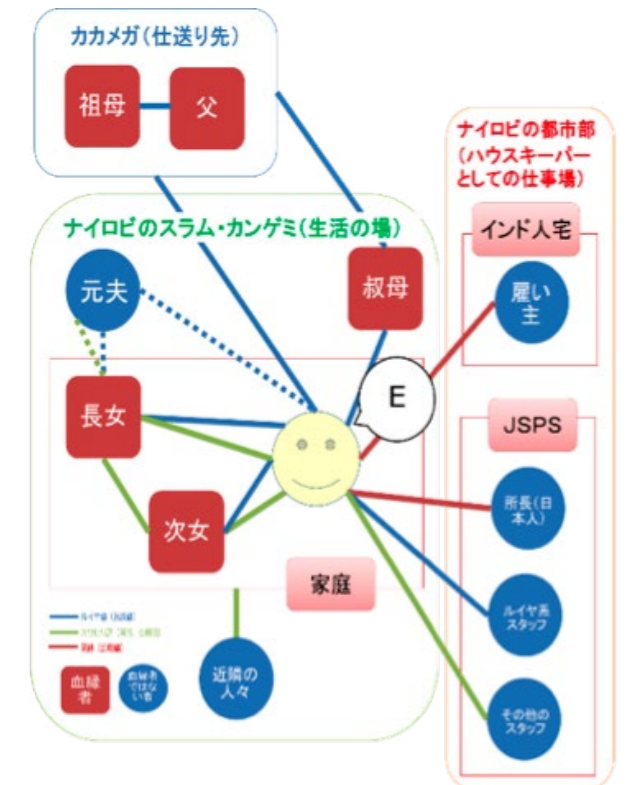 カカメガ(仕送り先)
祖母
父
ナイロビの都市部
(ハウスキーパー
としての仕事場)
ナイロビのスラム・カンゲミ(生活の場)
インド人宅
元夫
叔母
雇い
主
E
長女
JSPS
次女
所長(日
本人)
家庭
ルイヤ系
スタッフ
近隣の
人々
血縁
者
血縁者
ではな
い者
その他の
スタッフ